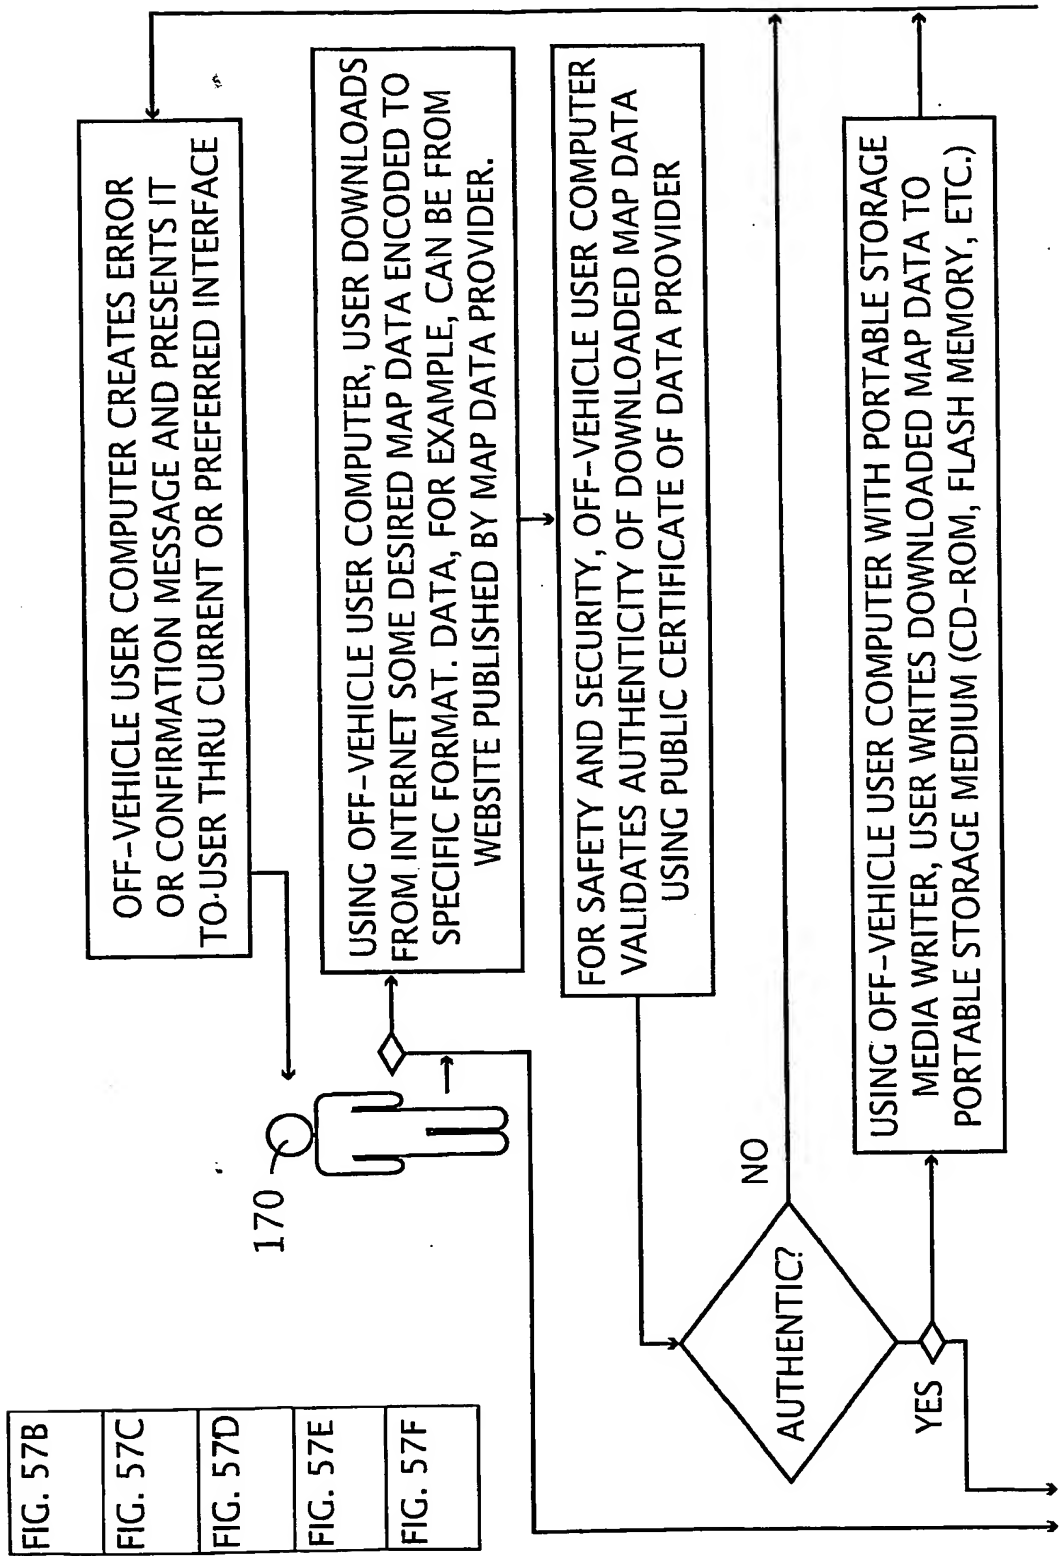 FIG. 57B
FIG. 57C
FIG. 57D
FIG. 57E
FIG. 57F
OFF-VEHICLE USER COMPUTER CREATES ERROR
OR CONFIRMATION MESSAGE AND PRESENTS IT
TO USER THRU CURRENT OR PREFERRED INTERFACE
170
USING OFF-VEHICLE USER COMPUTER, USER DOWNLOADS
FROM INTERNET SOME DESIRED MAP DATA ENCODED TO
SPECIFIC FORMAT. DATA, FOR EXAMPLE, CAN BE FROM
WEBSITE PUBLISHED BY MAP DATA PROVIDER.
FOR SAFETY AND SECURITY, OFF-VEHICLE USER COMPUTER
VALIDATES AUTHENTICITY OF DOWNLOADED MAP DATA
USING PUBLIC CERTIFICATE OF DATA PROVIDER
AUTHENTIC?
NO
YES
USING OFF-VEHICLE USER COMPUTER WITH PORTABLE STORAGE
MEDIA WRITER, USER WRITES DOWNLOADED MAP DATA TO
PORTABLE STORAGE MEDIUM (CD-ROM, FLASH MEMORY, ETC.)